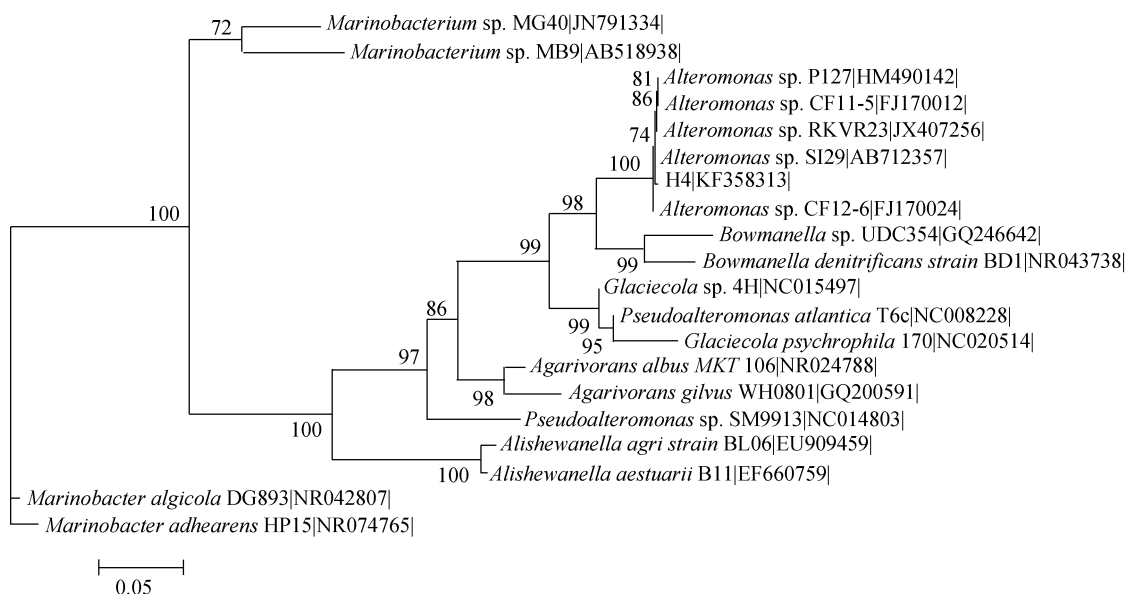 72
Marinobacterium sp. MG40|JN791334|
Marinobacterium sp. MB9|AB518938|
81
Alteromonas sp. P127|HM490142|
86
Alteromonas sp. CF11-5|FJ170012|
74
Alteromonas sp. RKVR23|JX407256|
Alteromonas sp. SI29|AB712357|
100
H4|KF358313|
98
Alteromonas sp. CF12-6|FJ170024|
100
Bowmanella sp. UDC354|GQ246642|
99
99
Bowmanella denitrificans strain BD1|NR043738|
Glaciecola sp. 4H|NC015497|
86
Pseudoalteromonas atlantica T6c|NC008228|
99
95
Glaciecola psychrophila 170|NC020514|
97
Agarivorans albus MKT 106|NR024788|
98
Agarivorans gilvus WH0801|GQ200591|
Pseudoalteromonas sp. SM9913|NC014803|
100
Alishewanella agri strain BL06|EU909459|
100
Alishewanella aestuarii B11|EF660759|
Marinobacter algicola DG893|NR042807|
Marinobacter adhearens HP15|NR074765|
0.05